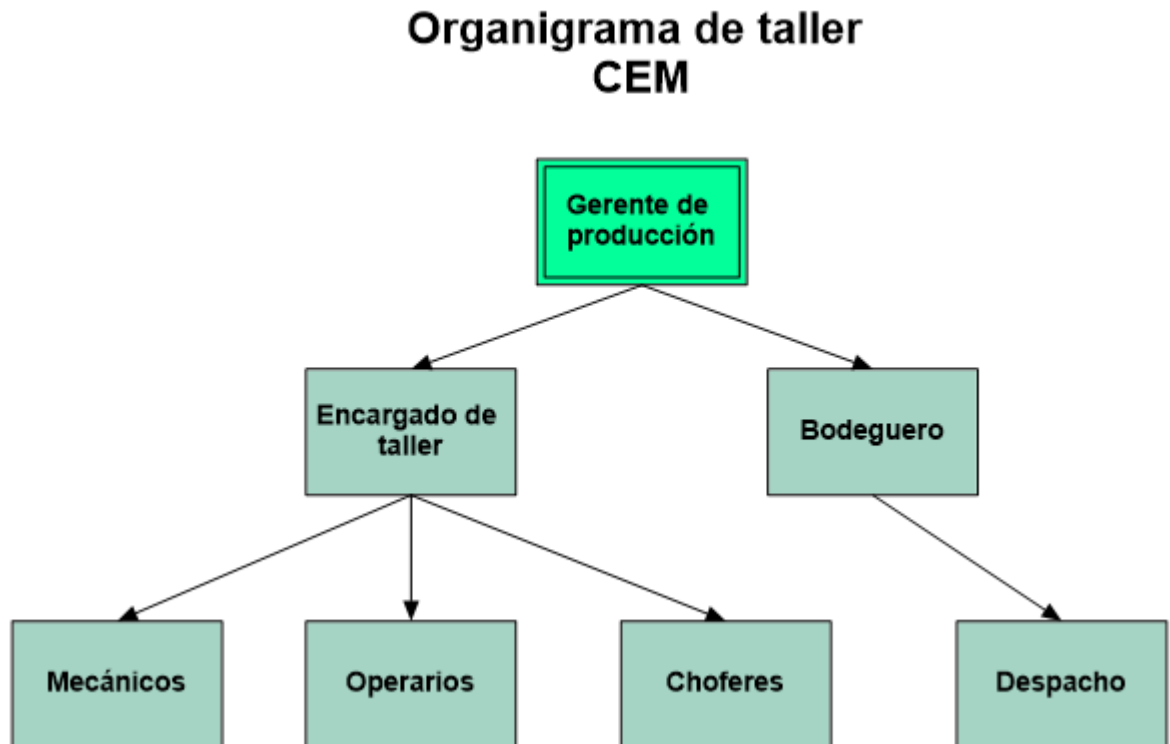 Organigrama de taller
CEM
Gerente de
producción
Encargado de
taller
Bodeguero
Mecánicos
Operarios
Choferes
Despacho